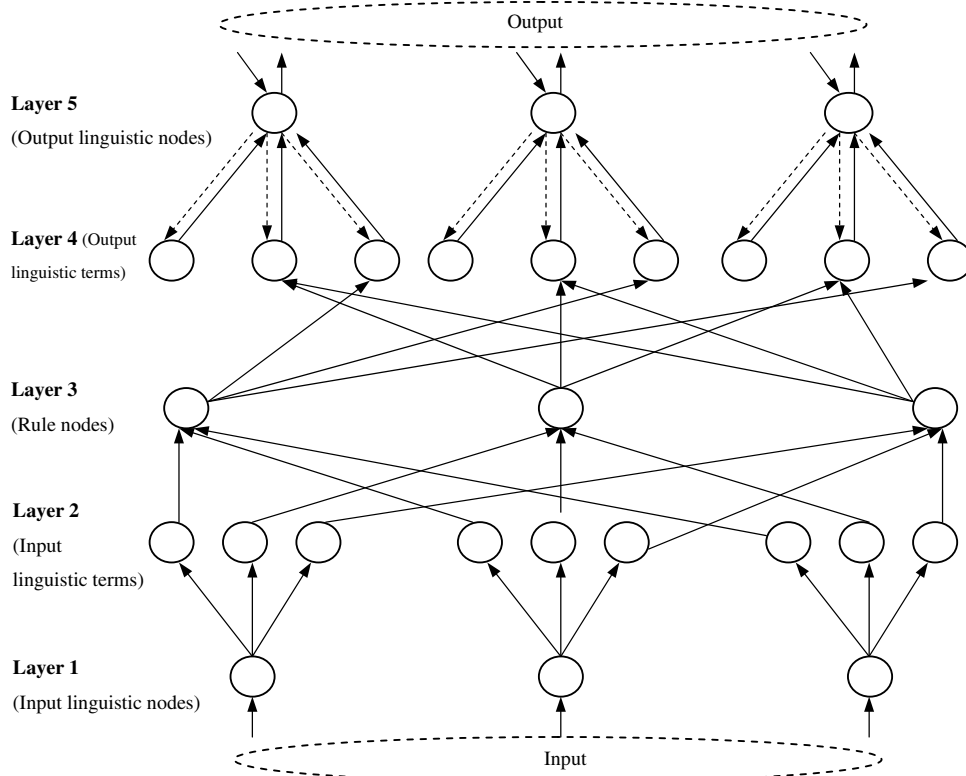 Output
Layer 5
(Output linguistic nodes)
Layer 4 (Output
linguistic terms)
Layer 3
(Rule nodes)
Layer 2
(Input
linguistic terms)
Layer 1
(Input linguistic nodes)
Input